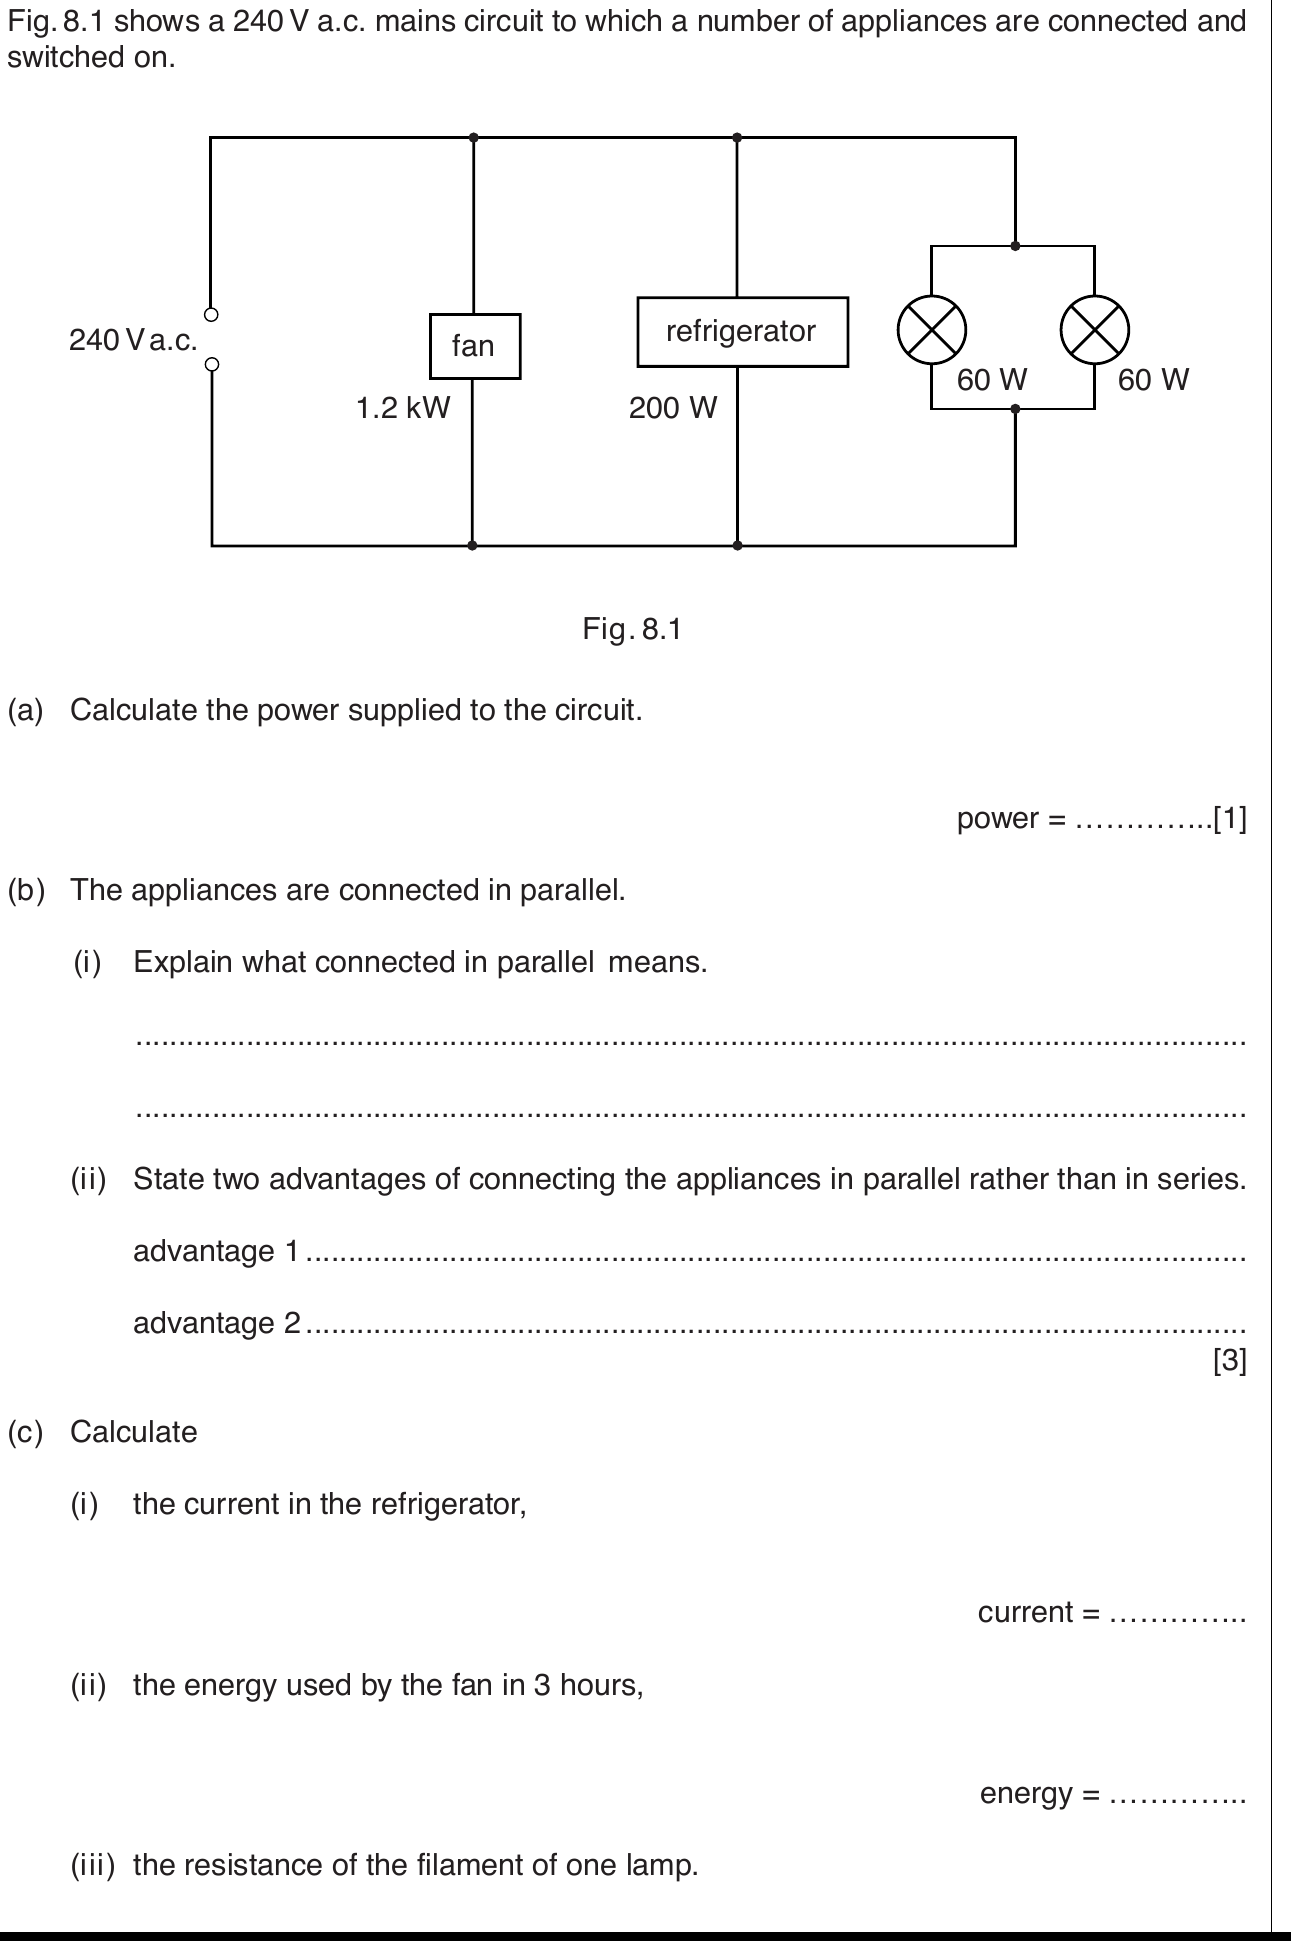 Fig. 8.1 shows a 240 V a.c. mains circuit to which a number of appliances are connected and
switched on.
240 V a.c.
fan
1.2 kW
refrigerator
200 W
60 W
60 W
Fig. 8.1
(a) Calculate the power supplied to the circuit.
power = ..............[1]
(b) The appliances are connected in parallel.
(i) Explain what connected in parallel means.
..........................................................................................................................................
..........................................................................................................................................
(ii) State two advantages of connecting the appliances in parallel rather than in series.
advantage 1....................................................................................................................
advantage 2....................................................................................................................
[3]
(c) Calculate
(i) the current in the refrigerator,
current = ..............
(ii) the energy used by the fan in 3 hours,
energy = ..............
(iii) the resistance of the filament of one lamp.